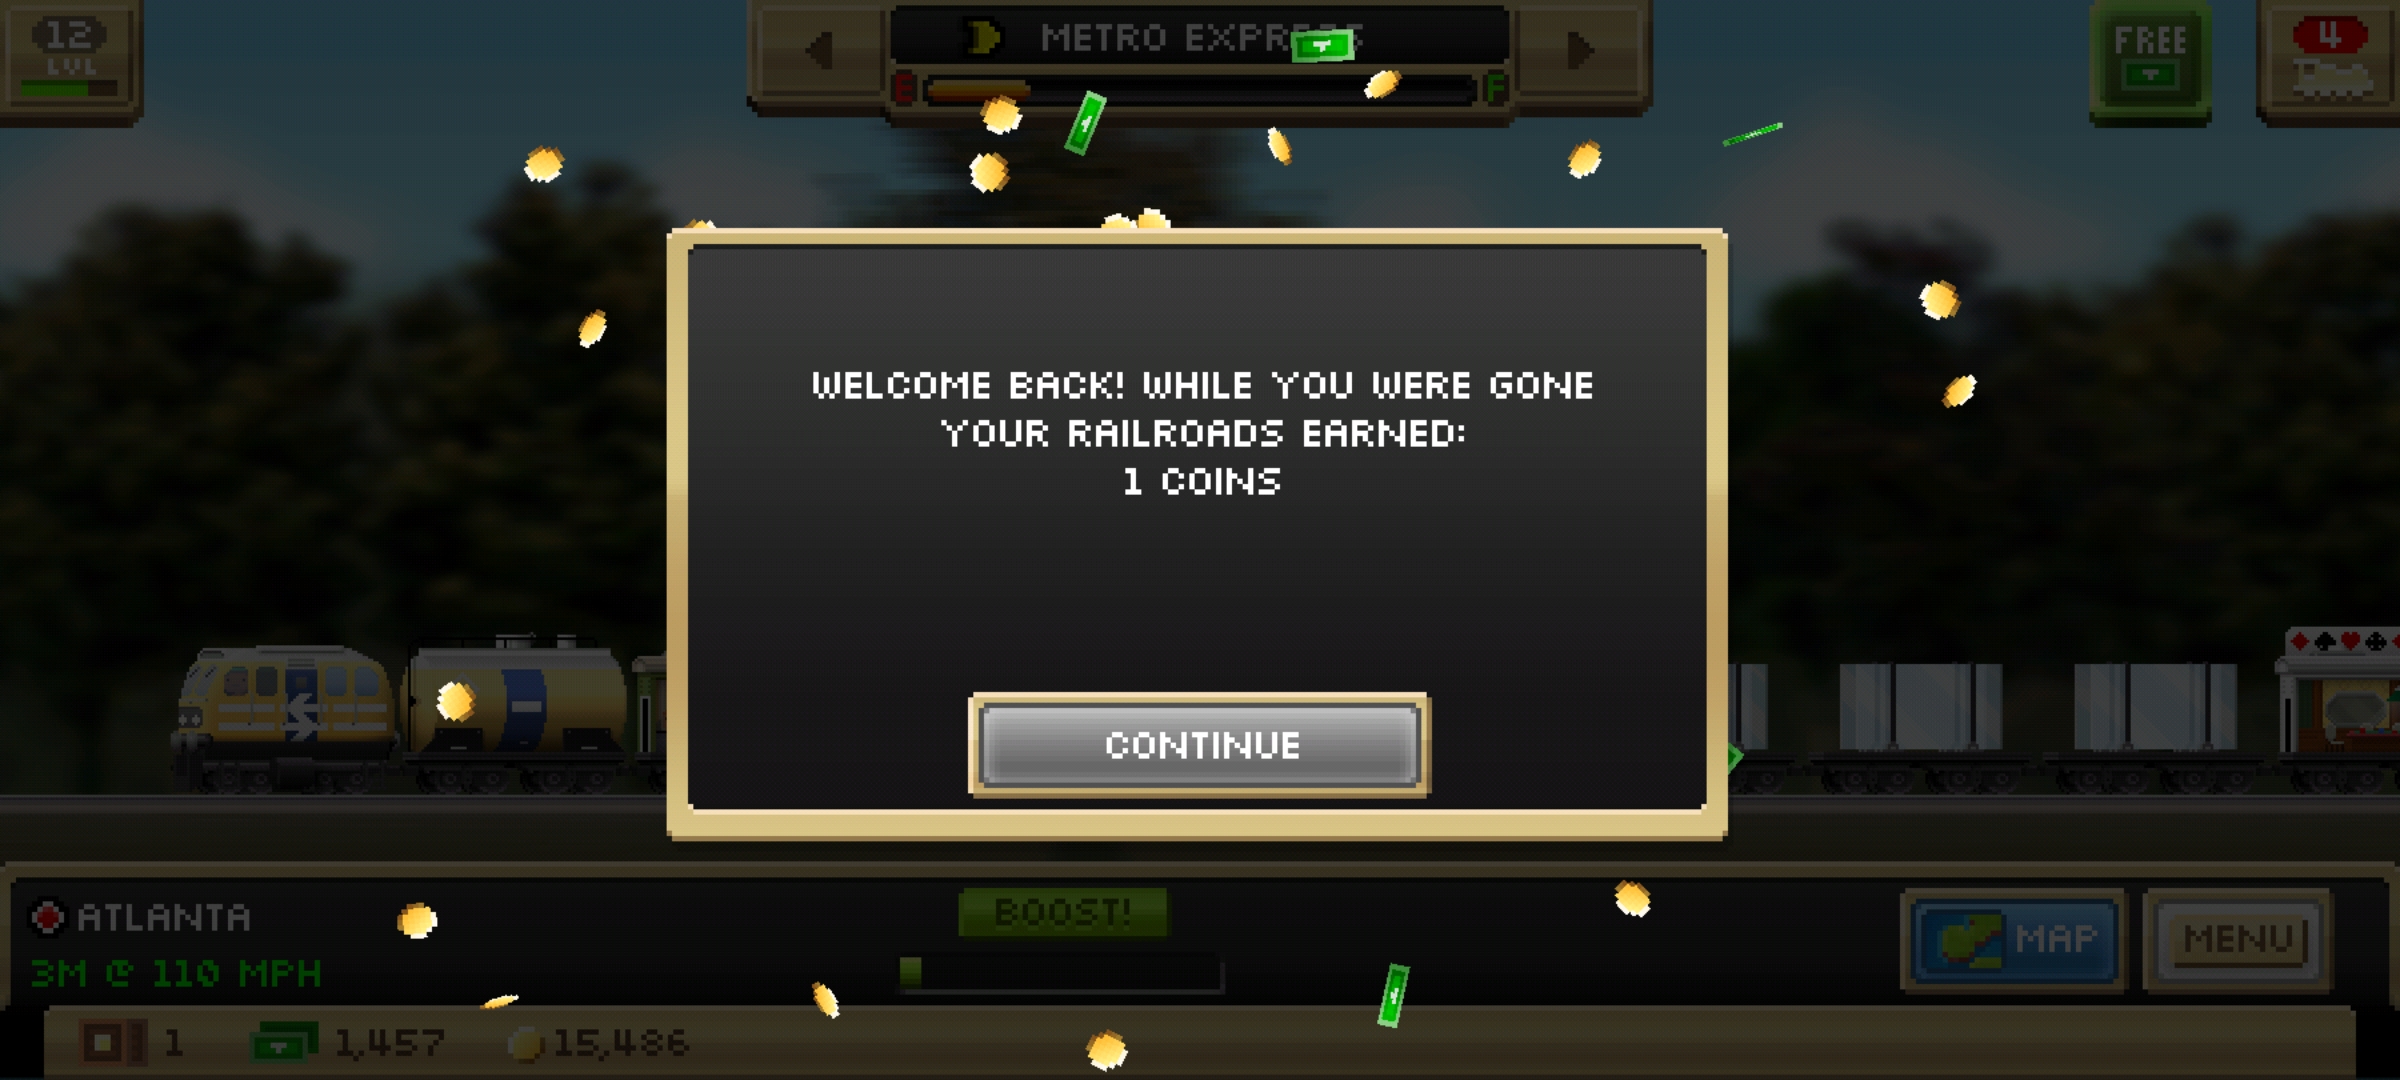 12
LVL
METRO EXPRESS
E F
FREE
4
WELCOME BACK! WHILE YOU WERE GONE
YOUR RAILROADS EARNED:
1 COINS
CONTINUE
ATLANTA
3M @ 110 MPH
BOOST!
MAP
MENU
1 1,457 15,486